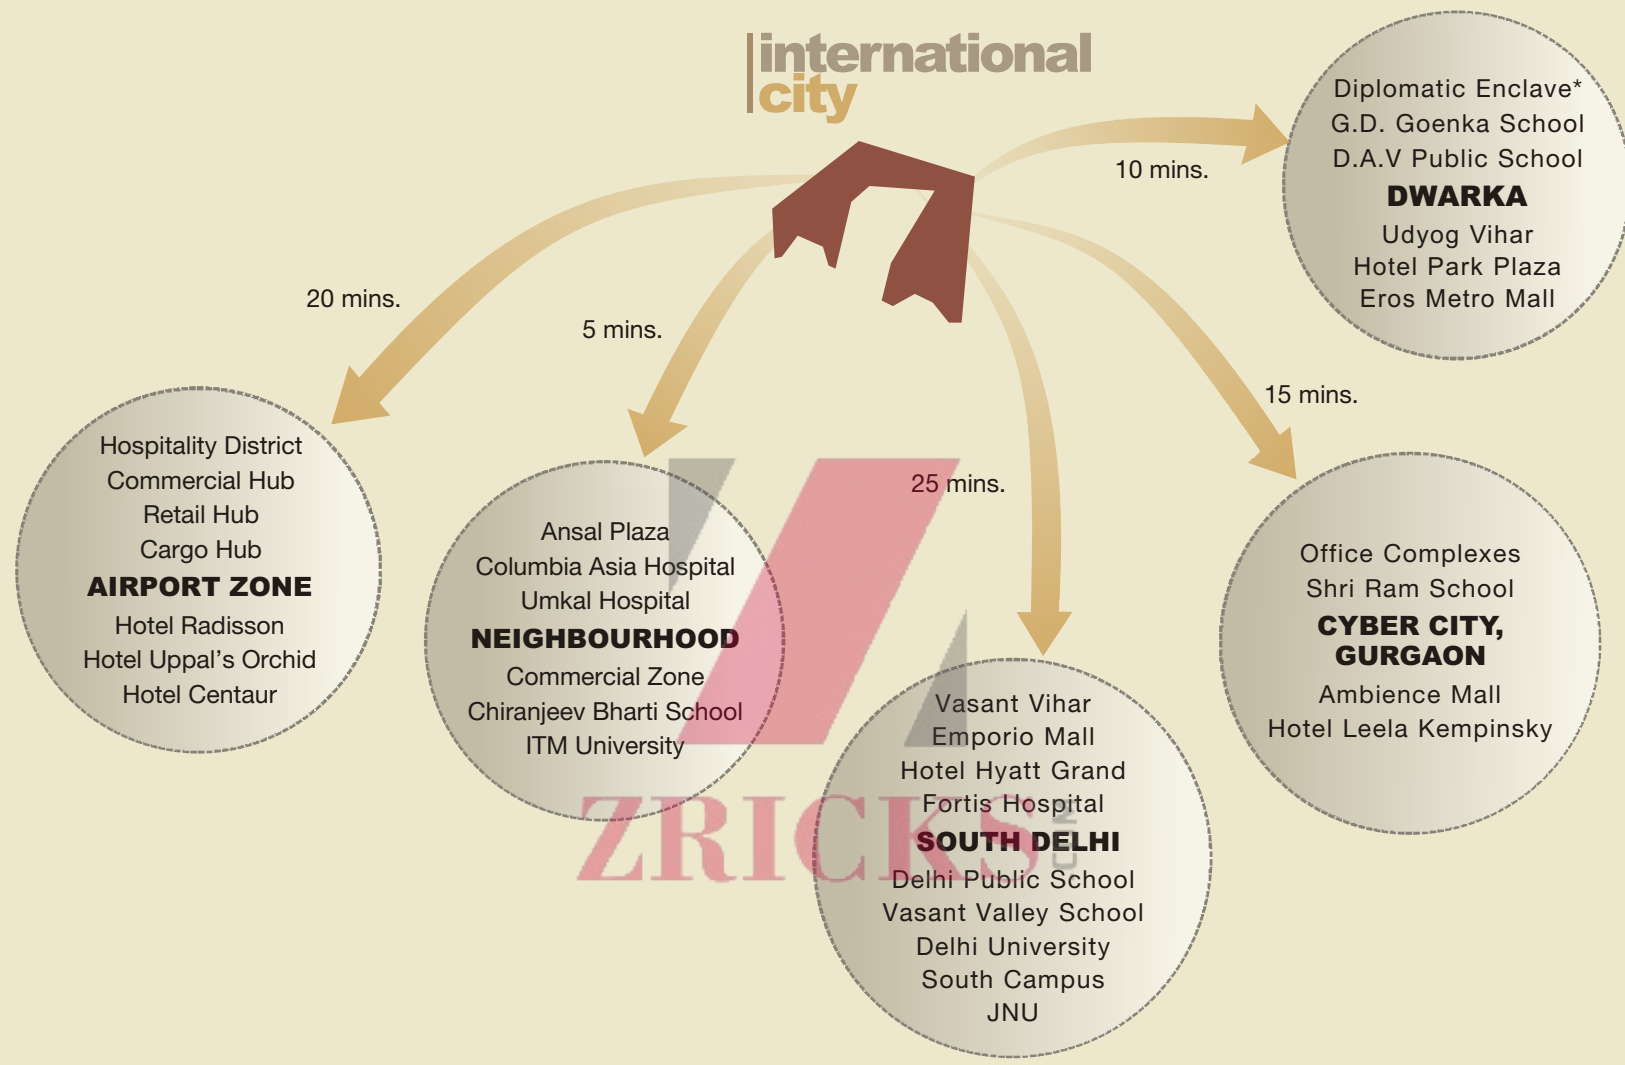 international
city
10 mins.
20 mins.
5 mins.
15 mins.
25 mins.
Diplomatic Enclave*
G.D. Goenka School
D.A.V Public School
DWARKA
Udyog Vihar
Hotel Park Plaza
Eros Metro Mall
Hospitality District
Commercial Hub
Retail Hub
Cargo Hub
AIRPORT ZONE
Hotel Radisson
Hotel Uppal's Orchid
Hotel Centaur
Ansal Plaza
Columbia Asia Hospital
Umkal Hospital
NEIGHBOURHOOD
Commercial Zone
Chiranjeev Bharti School
ITM University
Vasant Vihar
Emporio Mall
Hotel Hyatt Grand
Fortis Hospital
SOUTH DELHI
Delhi Public School
Vasant Valley School
Delhi University
South Campus
JNU
Office Complexes
Shri Ram School
CYBER CITY,
GURGAON
Ambience Mall
Hotel Leela Kempinsky
ZRICKS
.COM